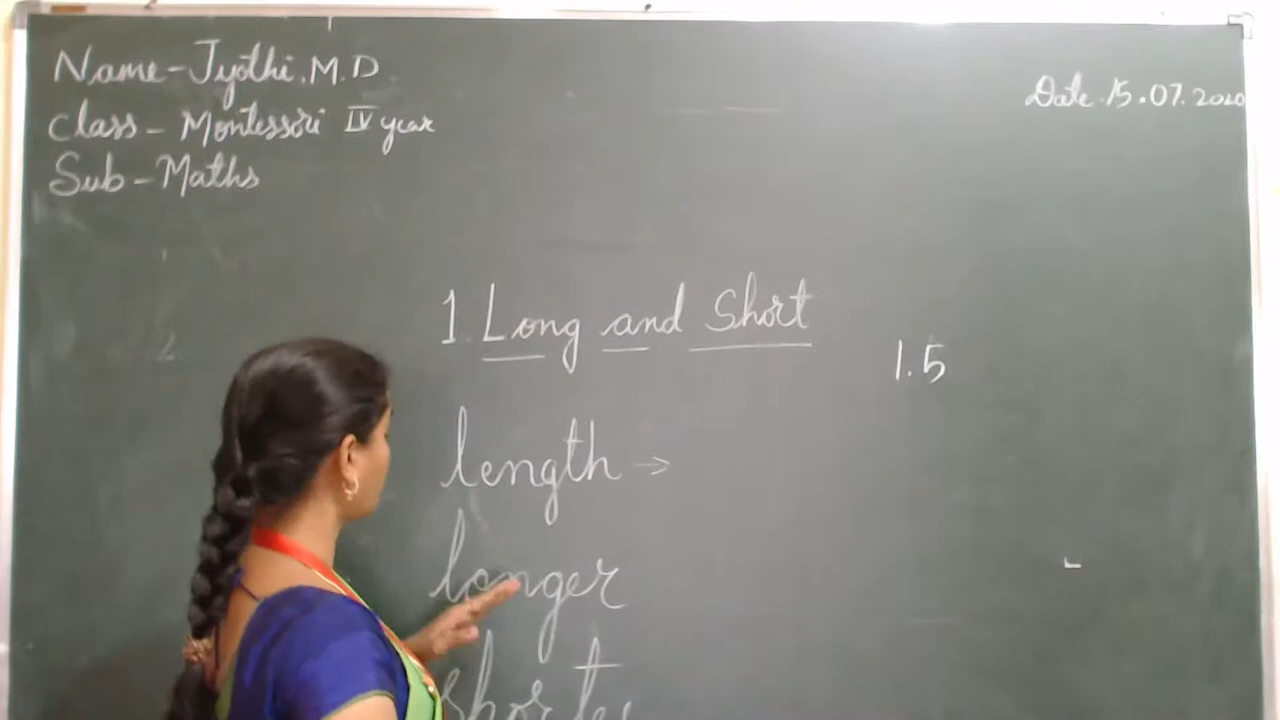 Name-Jyothi.M.D
Class - Montessori IV year
Sub - Maths
Date.15.07.2020
1. Long and Short
1.5
length →
longer
shorter